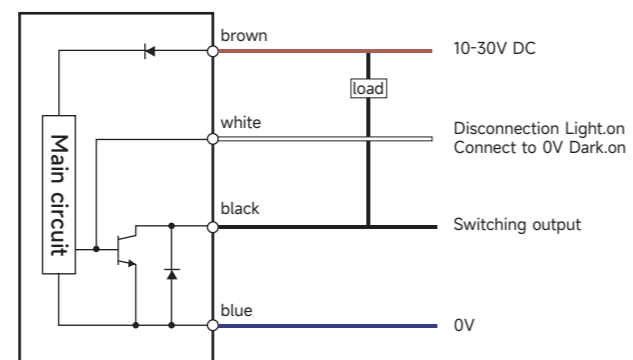 brown
10-30V DC
load
white
Disconnection Light.on
Connect to 0V Dark.on
Main circuit
black
Switching output
blue
0V